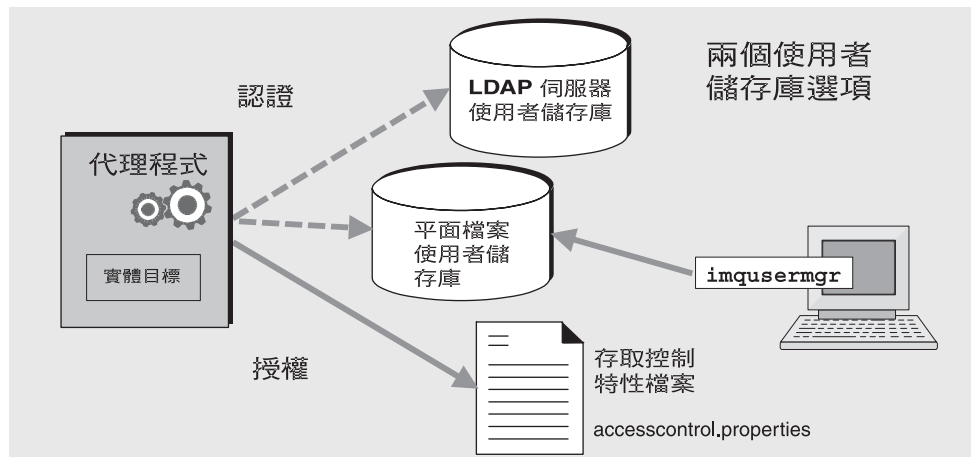 兩個使用者
儲存庫選項
認證
LDAP 伺服器
使用者儲存庫
代理程式
平面檔案
使用者儲
存庫
實體目標
imqusermgr
授權
存取控制
特性檔案
accesscontrol.properties